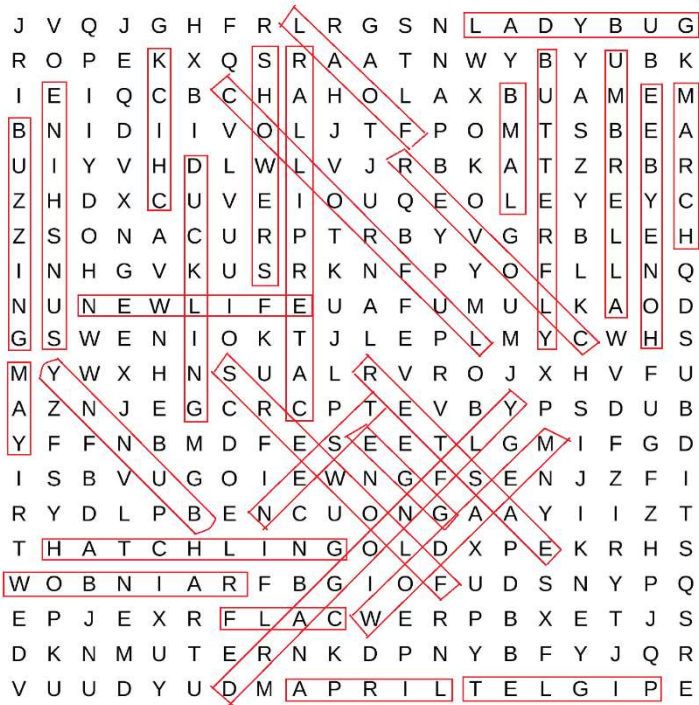 J V Q J G H F R L R G S N L A D Y B U G
R O P E K X Q S R A A T N W Y B Y U B K
I E I Q C B C H A H O L A X B U A M E M
B N I D I I V O L J T F P O M T S B E A
U I Y V H D L W L V J R B K A T Z R B R
Z H D X C U V E I O U Q E O L E Y E Y C
Z S O N A C U R P T R B Y V G R B L E H
I N H G V K U S R K N F P Y O F L L N Q
N U N E W L I F E U A F U M U L K A O D
G S W E N I O K T J L E P L M Y C W H S
M Y W X H N S U A L R V R O J X H V F U
A Z N J E G C R C P T E V B Y P S D U B
Y F F N B M D F E S E E T L G M I F G D
I S B V U G O I E W N G F S E N J Z F I
R Y D L P B E N C U O N G A A Y I I Z T
T H A T C H L I N G O L D X P E K R H S
W O B N I A R F B G I O F U D S N Y P Q
E P J E X R F L A C W E R P B X E T J S
D K N M U T E R N K D P N Y B F Y J Q R
V U U D Y U D M A P R I L T E L G I P E